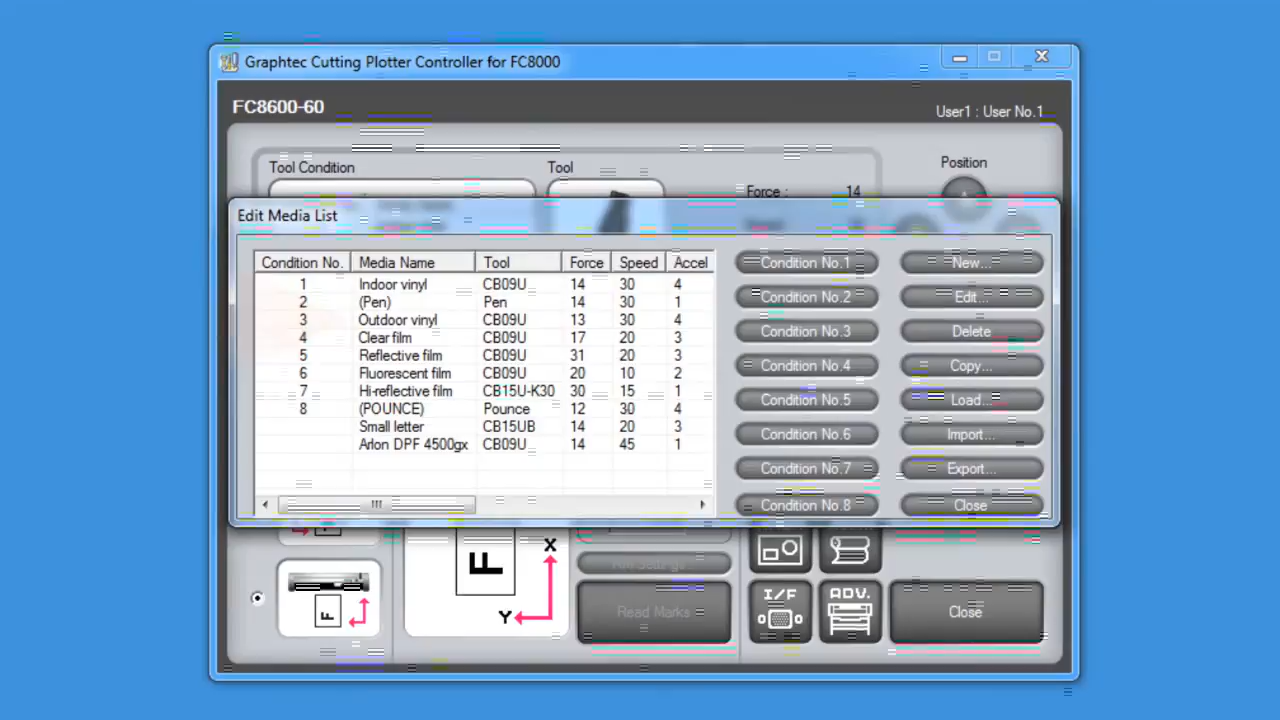 Graphtec Cutting Plotter Controller for FC8000
FC8600-60
User1 : User No.1
Tool Condition
Tool
Force : 14
Position
Edit Media List
Condition No. Media Name Tool Force Speed Accel
1 Indoor vinyl CB09U 14 30 4
2 (Pen) Pen 14 30 1
3 Outdoor vinyl CB09U 13 30 4
4 Clear film CB09U 17 20 3
5 Reflective film CB09U 31 20 3
6 Fluorescent film CB09U 20 10 2
7 Hi-reflective film CB15U-K30 30 15 1
8 (POUNCE) Pounce 12 30 4
Small letter CB15UB 14 20 3
Arlon DPF 4500gx CB09U 14 45 1
Condition No.1
Condition No.2
Condition No.3
Condition No.4
Condition No.5
Condition No.6
Condition No.7
Condition No.8
New...
Edit...
Delete
Copy...
Load...
Import...
Export...
Close
F
F
X
Y
Read Marks
I/F
ADV.
Close